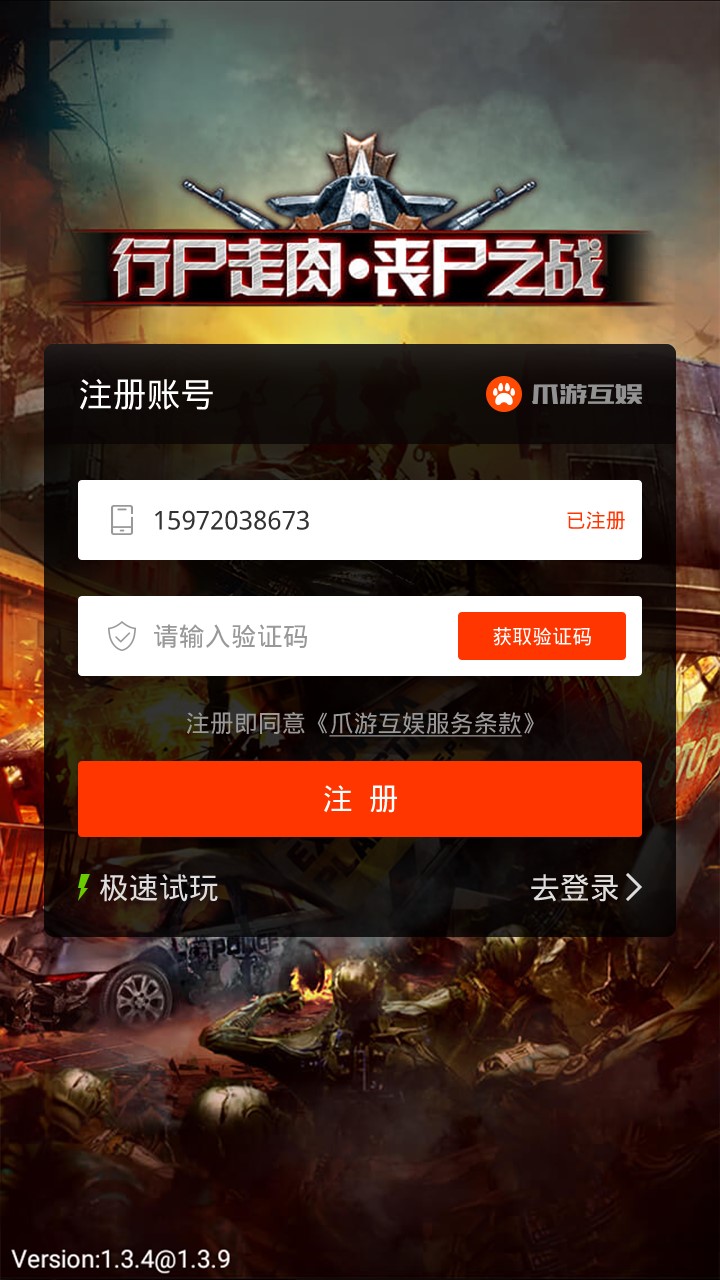 行尸走肉·丧尸之战
注册账号
爪游互娱
15972038673
已注册
请输入验证码
获取验证码
注册即同意《爪游互娱服务条款》
注 册
极速试玩
去登录
STOP
POLICE
Version:1.3.4@1.3.9